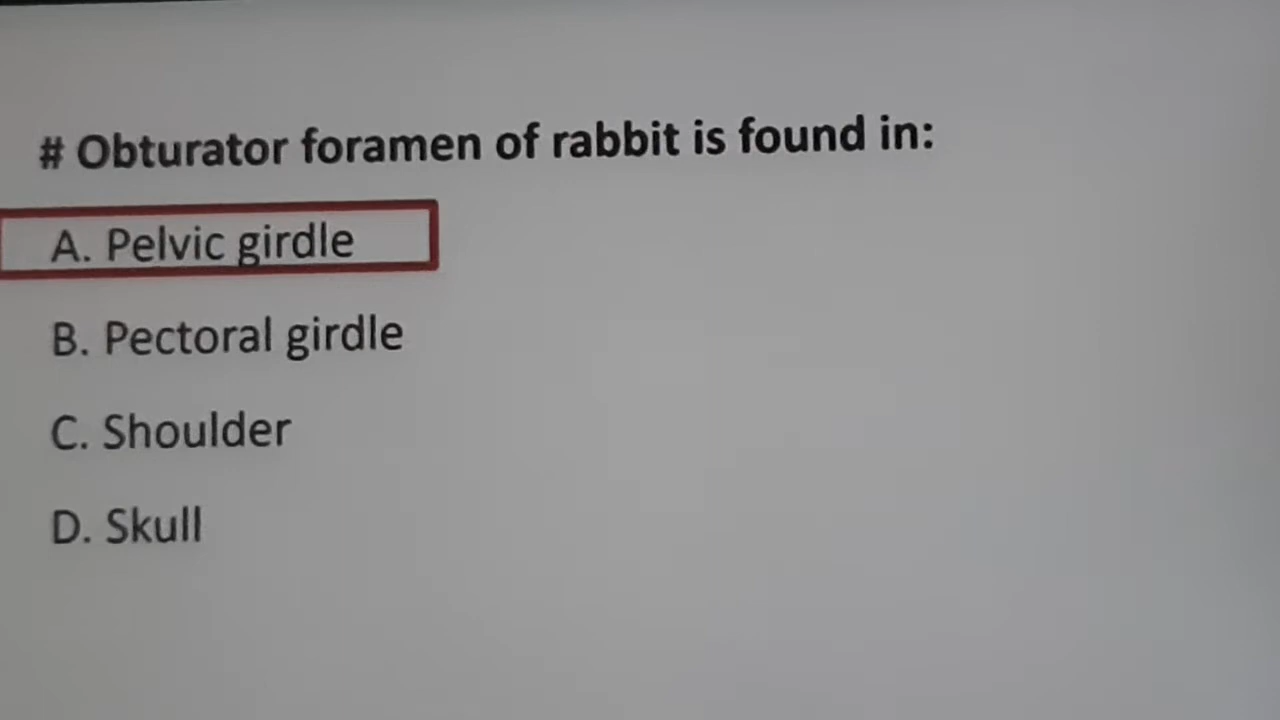 # Obturator foramen of rabbit is found in:
A. Pelvic girdle
B. Pectoral girdle
C. Shoulder
D. Skull